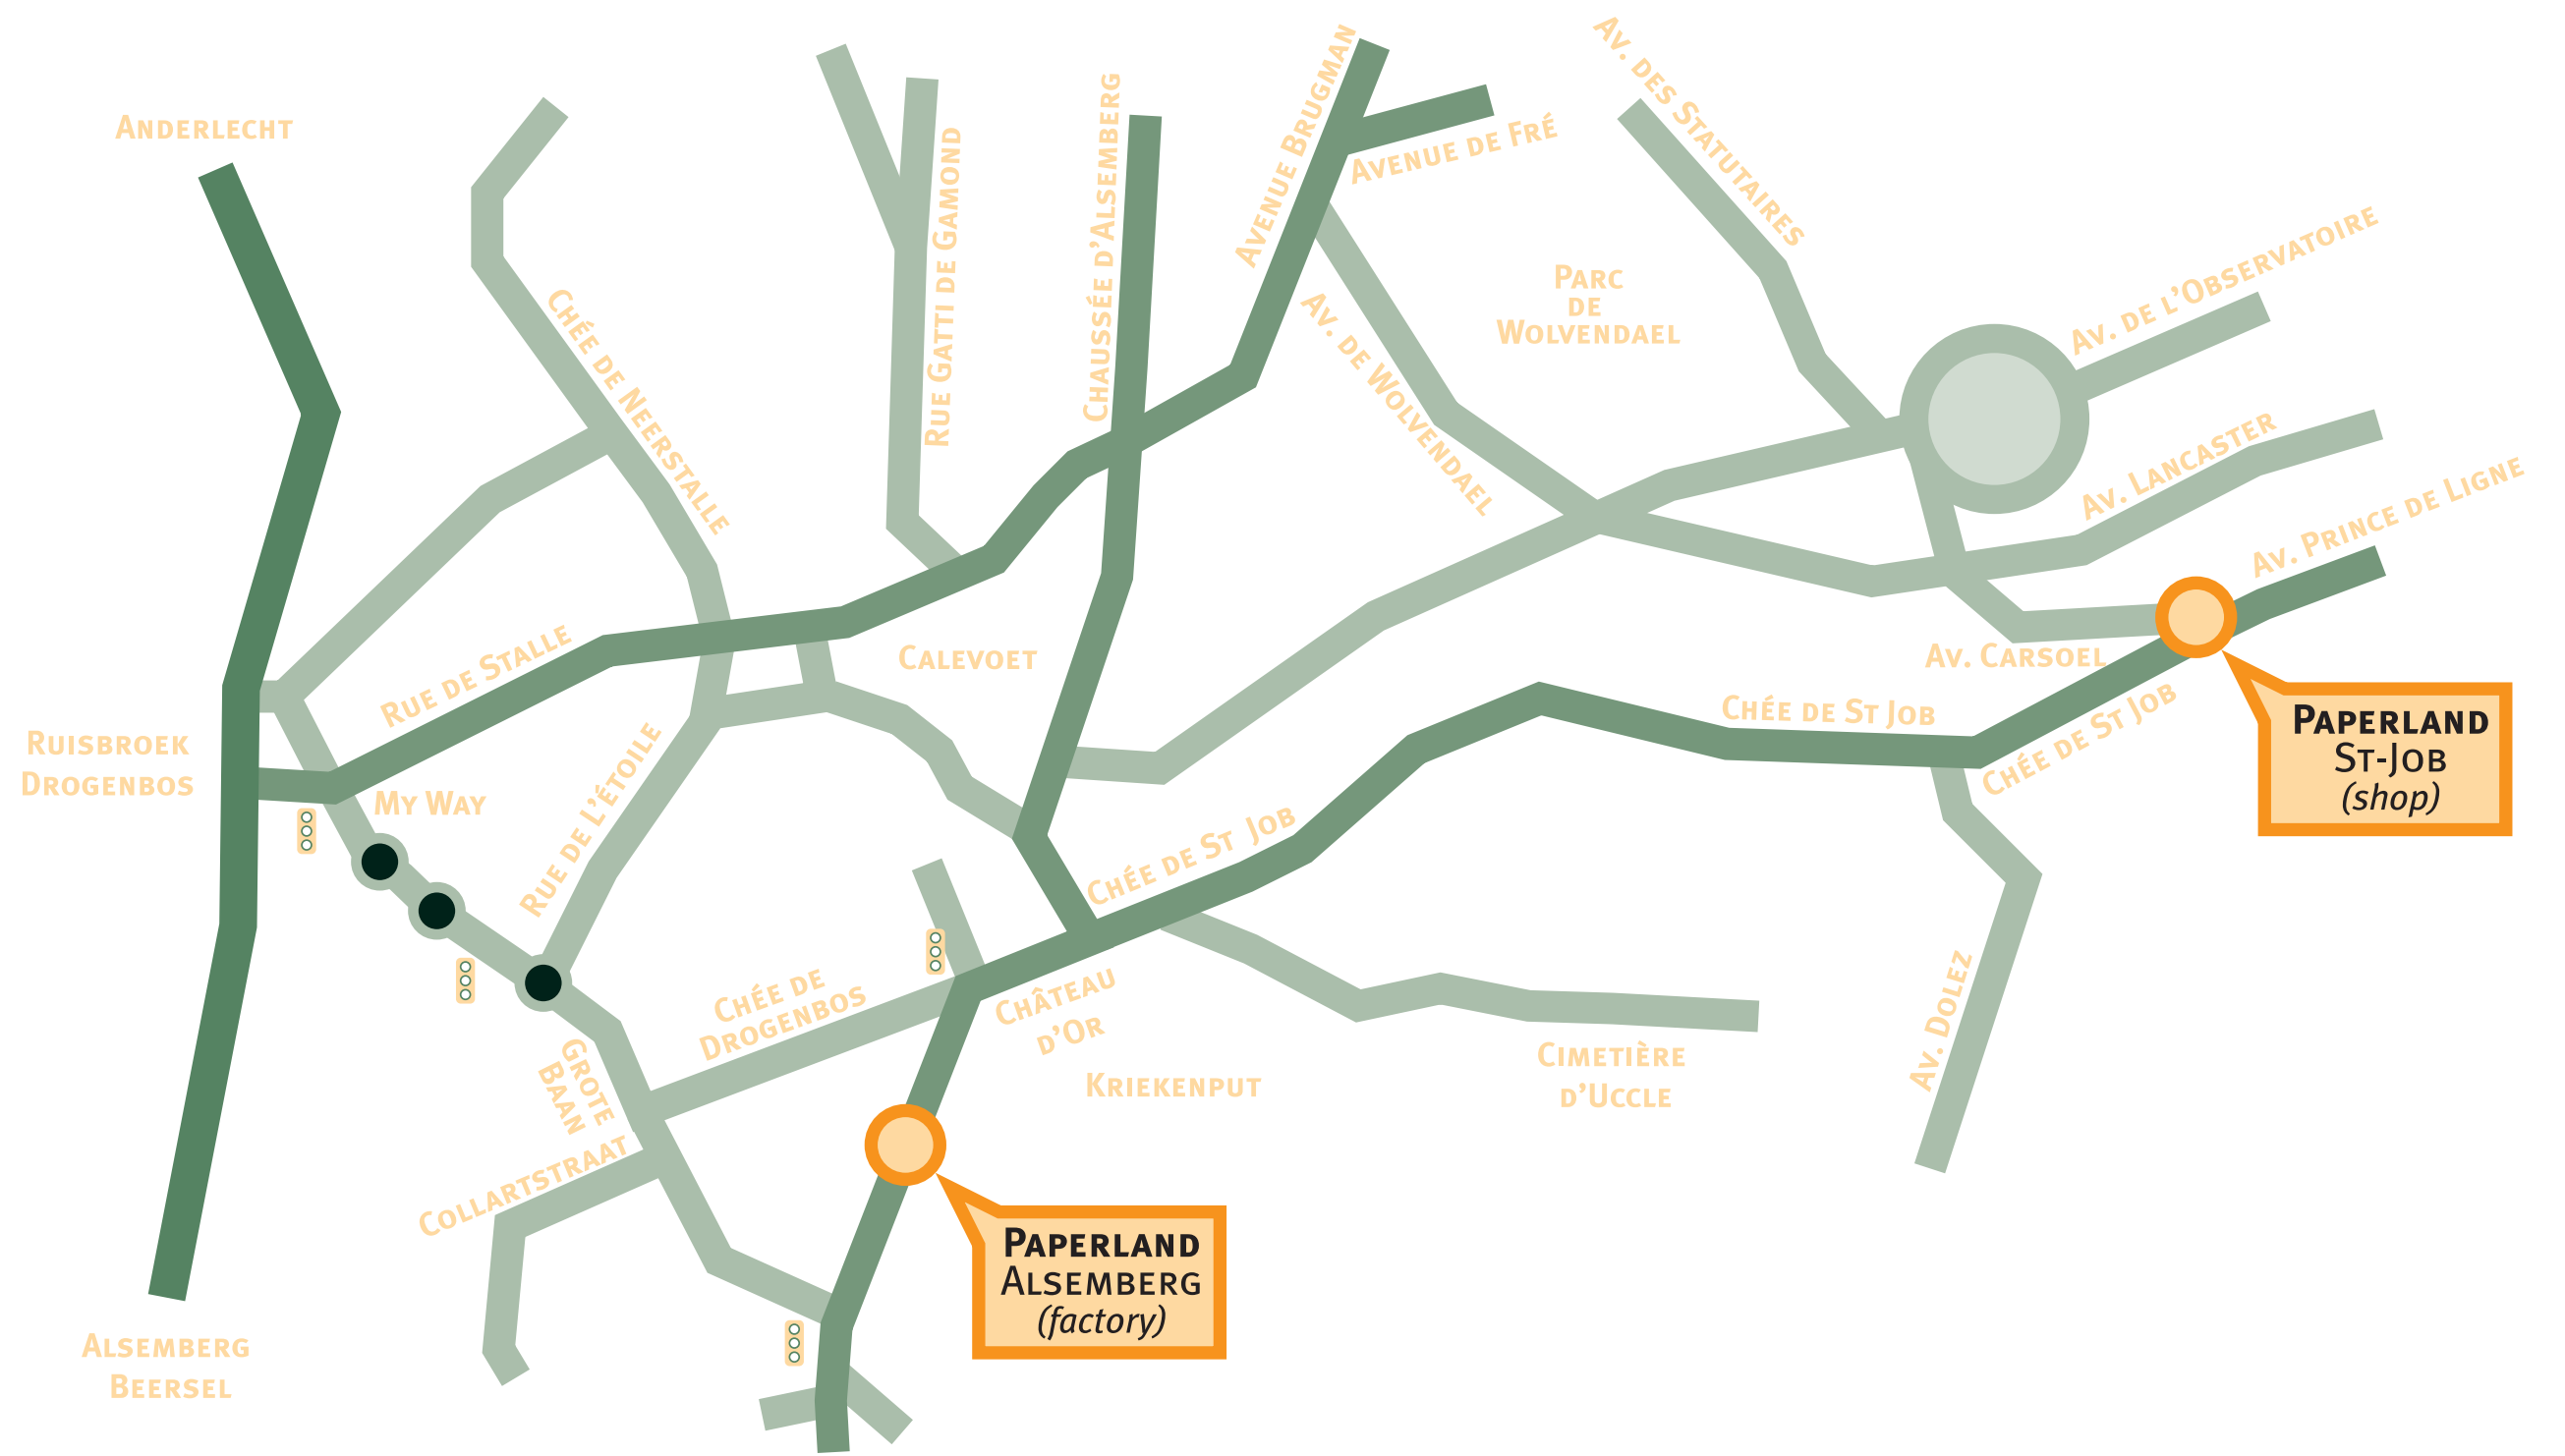 Anderlecht
Chée de Neerstalle
Rue Gatti de Gamond
Chaussée d'Alsemberg
Avenue Brugman
Avenue de Fré
Av. des Statutaires
Parc
de
Wolvendael
Av. de Wolvendael
Av. de l'Observatoire
Av. Lancaster
Av. Prince de Ligne
Rue de Stalle
Calevoet
Av. Carsoel
Chée de St Job
Chée de St Job
Paperland
St-Job
(shop)
Ruisbroek
Drogenbos
My Way
Rue de l'Étoile
Chée de St Job
Chée de
Drogenbos
Château
d'Or
Kriekenput
Cimetière
d'Uccle
Av. Dolez
Grote
Baan
Collartstraat
Paperland
Alsemberg
(factory)
Alsemberg
Beersel